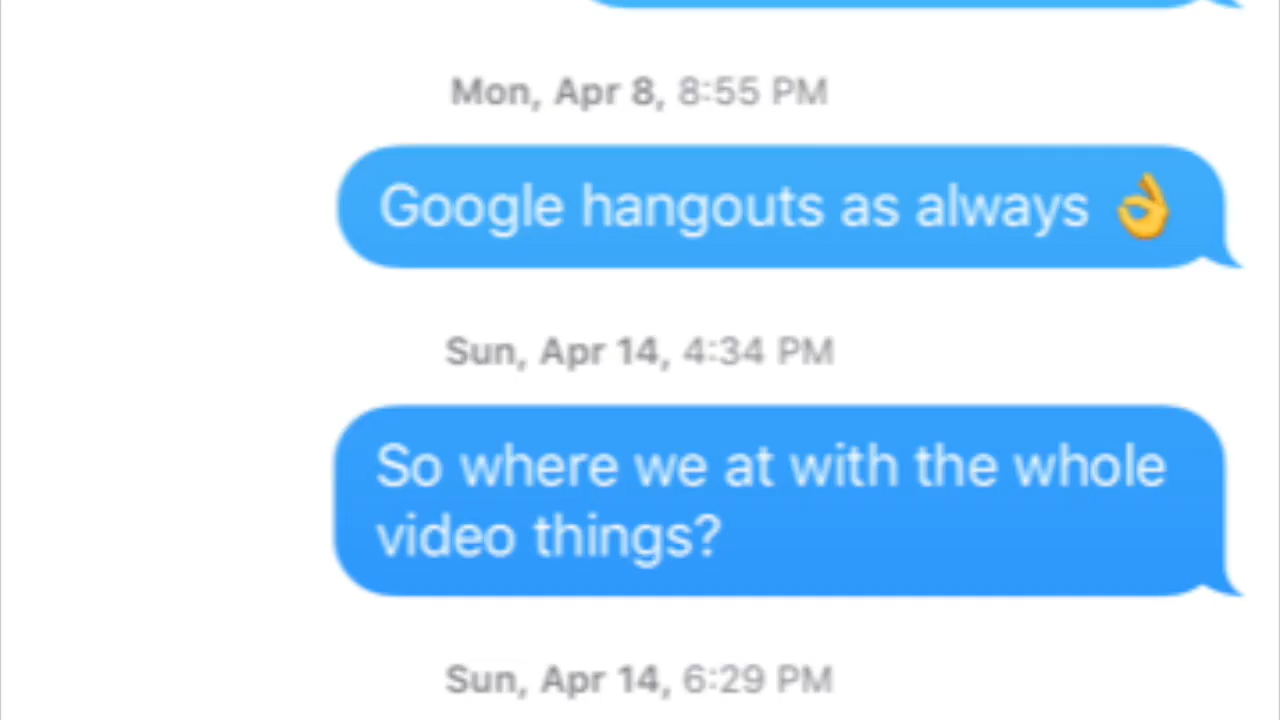 Mon, Apr 8, 8:55 PM
Google hangouts as always 👌
Sun, Apr 14, 4:34 PM
So where we at with the whole
video things?
Sun, Apr 14, 6:29 PM